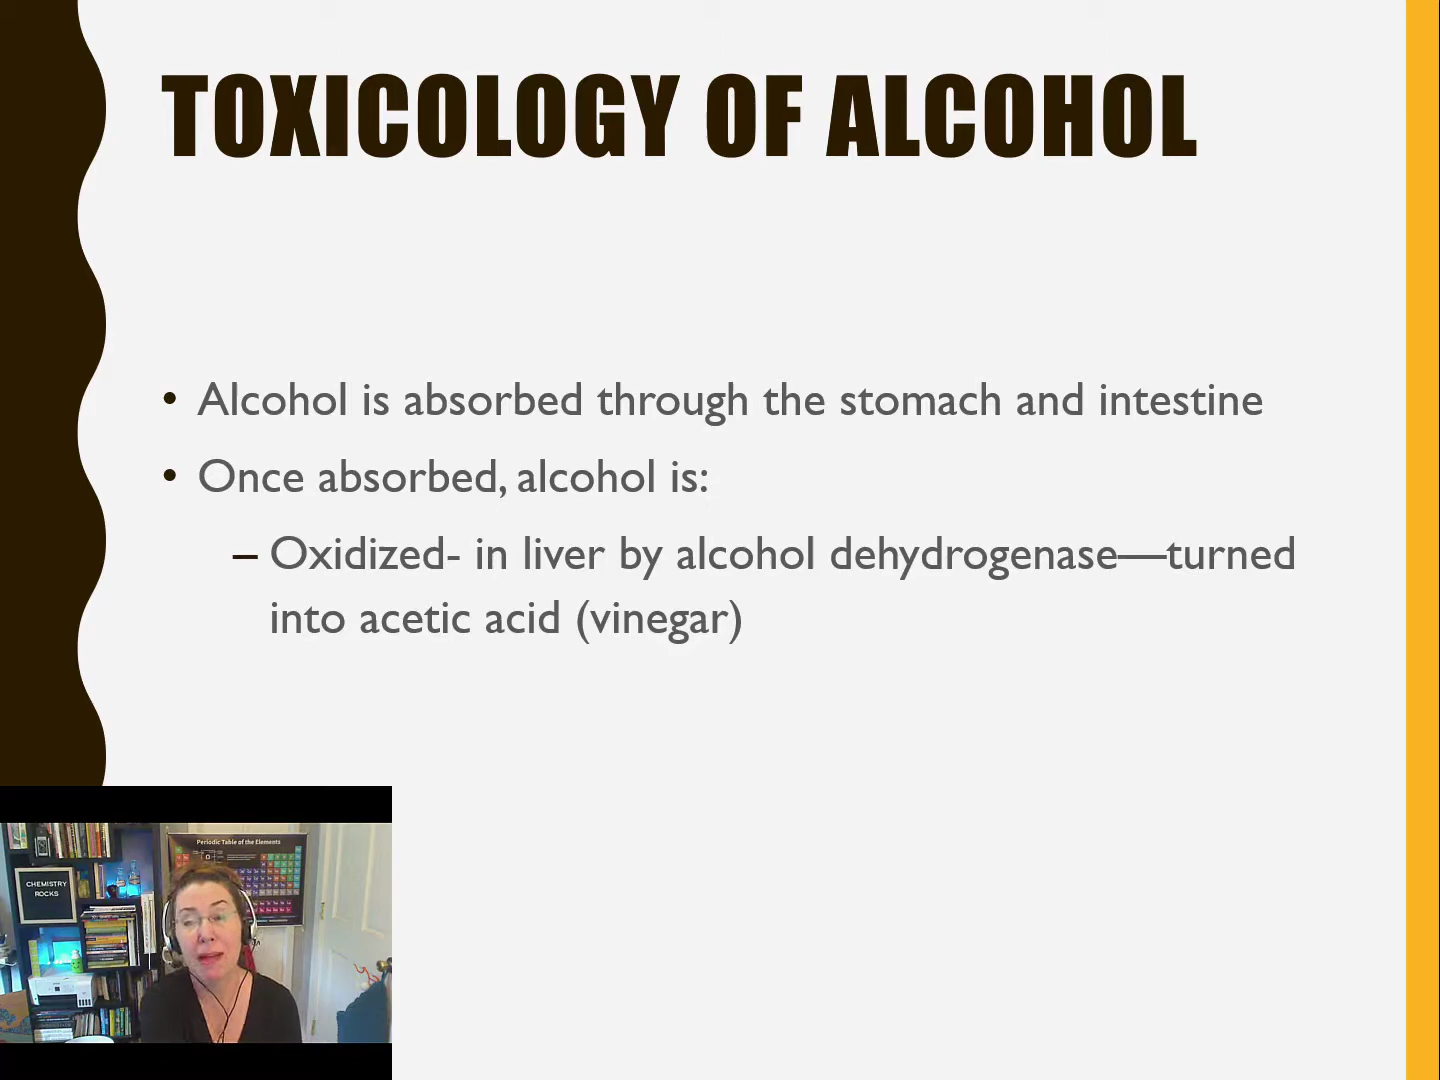 TOXICOLOGY OF ALCOHOL
• Alcohol is absorbed through the stomach and intestine
• Once absorbed, alcohol is:
– Oxidized- in liver by alcohol dehydrogenase—turned
into acetic acid (vinegar)
Periodic Table of the Elements
CHEMISTRY
ROCKS